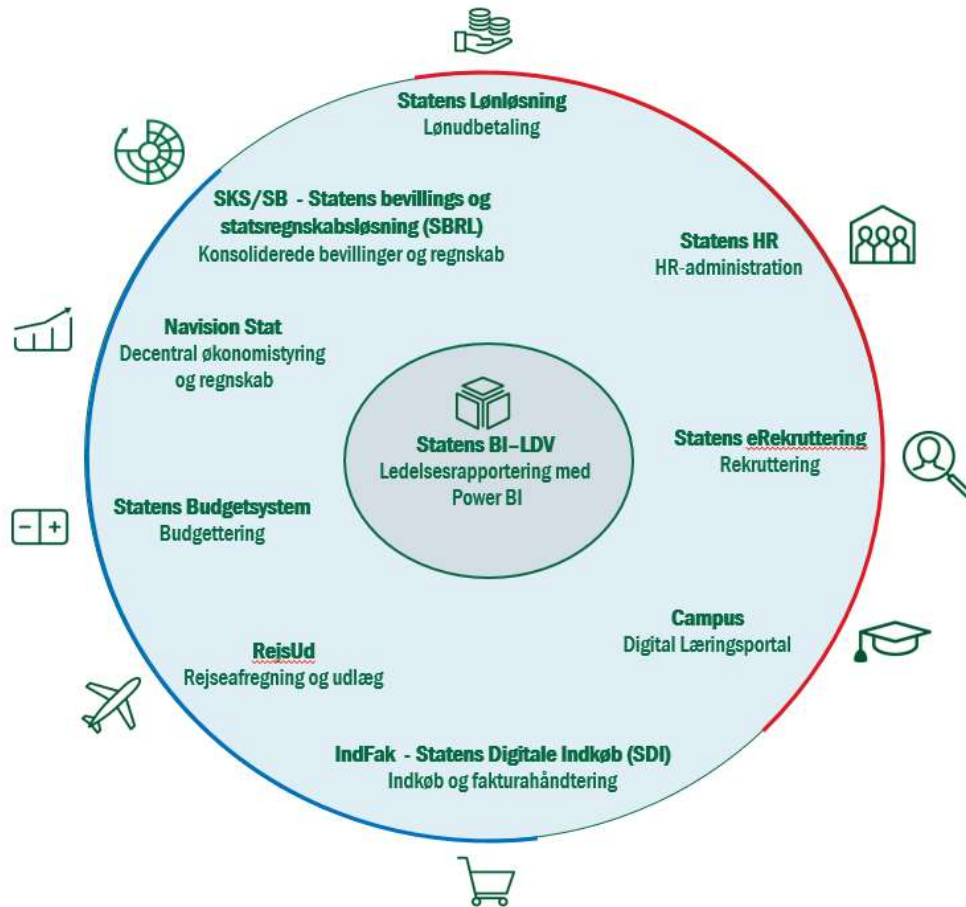 Statens Lønløsning
Lønudbetaling
SKS/SB - Statens bevillings og
statsregnskabsløsning (SBRL)
Konsoliderede bevillinger og regnskab
Statens HR
HR-administration
Navision Stat
Decentral økonomistyring
og regnskab
Statens BI-LDV
Ledelsesrapportering med
Power BI
Statens eRekruttering
Rekruttering
Statens Budgetsystem
Budgettering
Campus
Digital Læringsportal
RejsUd
Rejseafregning og udlæg
IndFak - Statens Digitale Indkøb (SDI)
Indkøb og fakturahåndtering